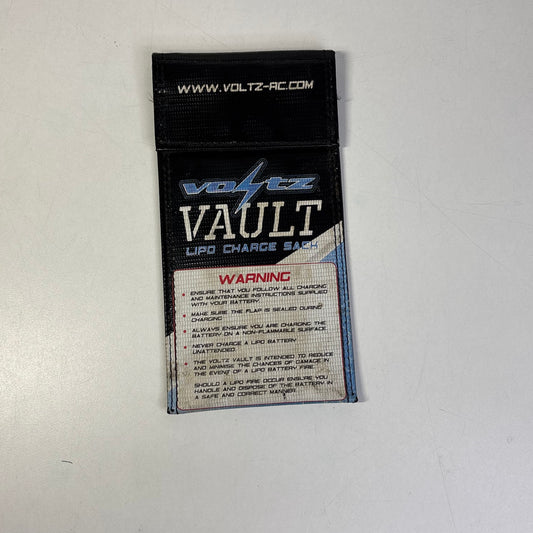 WWW.VOLTZ-RC.COM
VOLTZ
VAULT
LIPO CHARGE SACK
WARNING
• ENSURE THAT YOU FOLLOW ALL CHARGING
AND MAINTENANCE INSTRUCTIONS SUPPLIED
WITH YOUR BATTERY.
• MAKE SURE THE FLAP IS SEALED DURING
CHARGING
• ALWAYS ENSURE YOU ARE CHARGING THE
BATTERY ON A NON-FLAMMABLE SURFACE.
• NEVER CHARGE A LIPO BATTERY
UNATTENDED.
• THE VOLTZ VAULT IS INTENDED TO REDUCE
AND MINIMISE THE CHANCES OF DAMAGE IN
THE EVENT OF A LIPO BATTERY FIRE
SHOULD A LIPO FIRE OCCUR ENSURE YOU
HANDLE AND DISPOSE OF THE BATTERY IN
A SAFE AND CORRECT MANNER